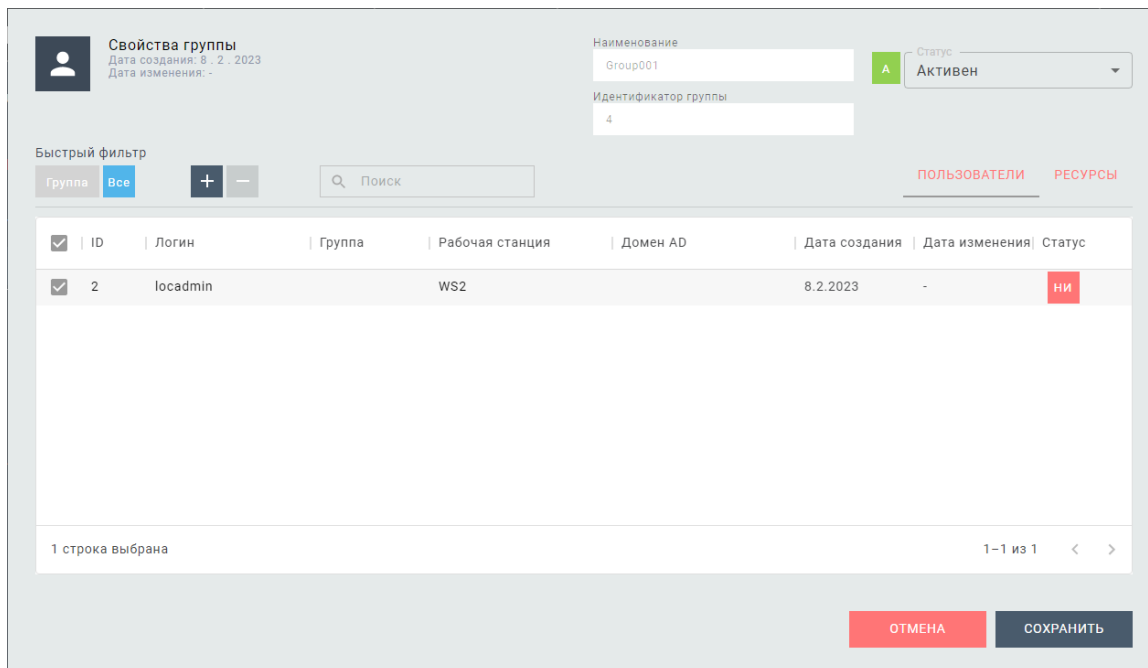 Свойства группы
Дата создания: 8 . 2 . 2023
Дата изменения: -
Наименование
Group001
Идентификатор группы
4
A
Статус
Активен
Быстрый фильтр
Группа Все + −
Поиск
ПОЛЬЗОВАТЕЛИ РЕСУРСЫ
ID Логин Группа Рабочая станция Домен AD Дата создания Дата изменения Статус
2 locadmin WS2 8.2.2023 - НИ
1 строка выбрана
1–1 из 1 < >
ОТМЕНА СОХРАНИТЬ